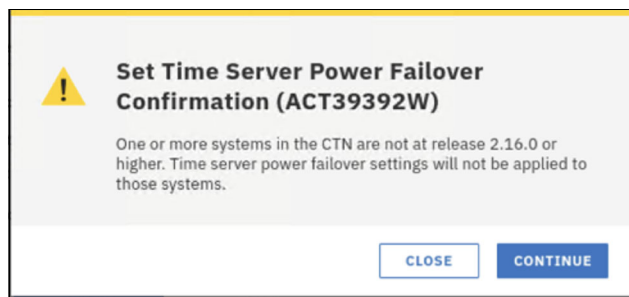 Set Time Server Power Failover
Confirmation (ACT39392W)
One or more systems in the CTN are not at release 2.16.0 or
higher. Time server power failover settings will not be applied to
those systems.
CLOSE
CONTINUE